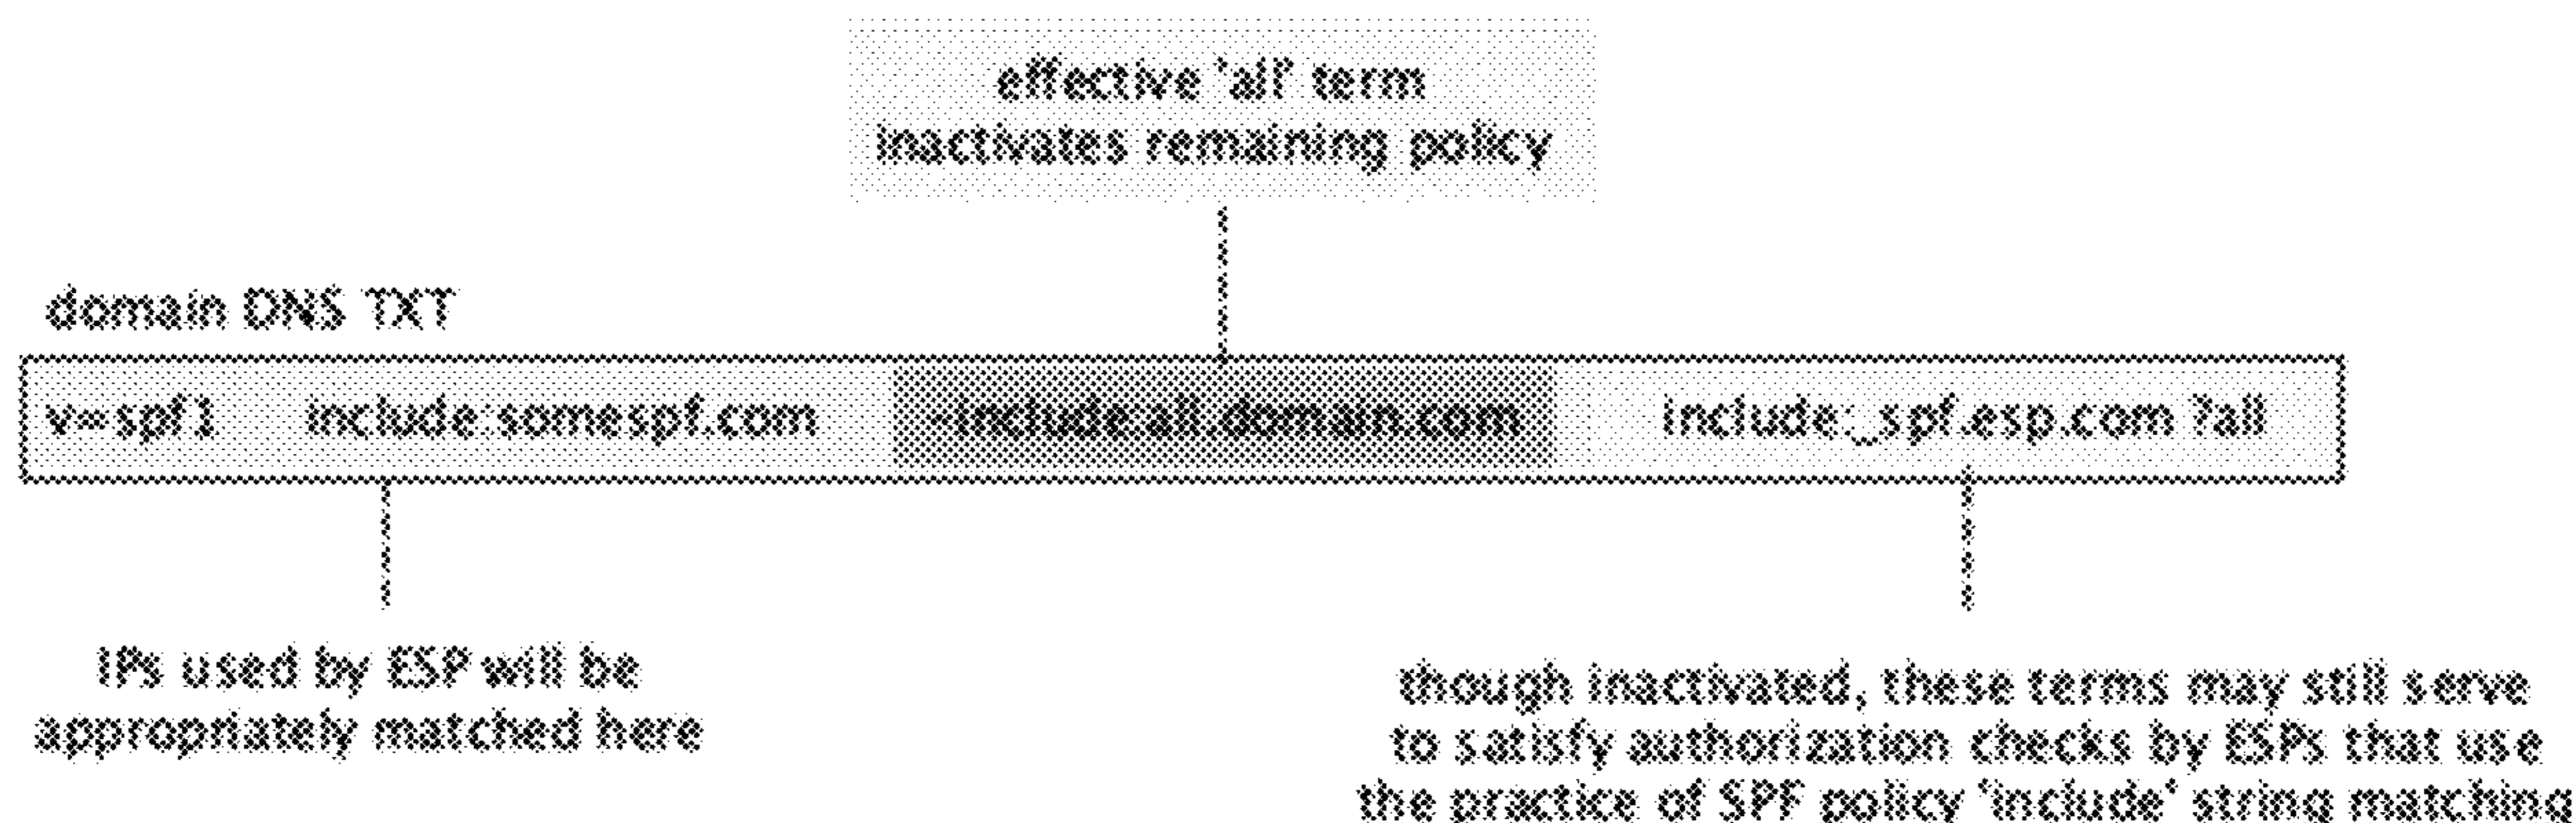 effective 'all' term
inactivates remaining policy
domain DNS TXT
v=spf1 include:somespf.com ~include:all.domain.com include:_spf.esp.com ?all
IPs used by ESP will be
appropriately matched here
though inactivated, these terms may still serve
to satisfy authorization checks by ESPs that use
the practice of SPF policy 'include' string matching